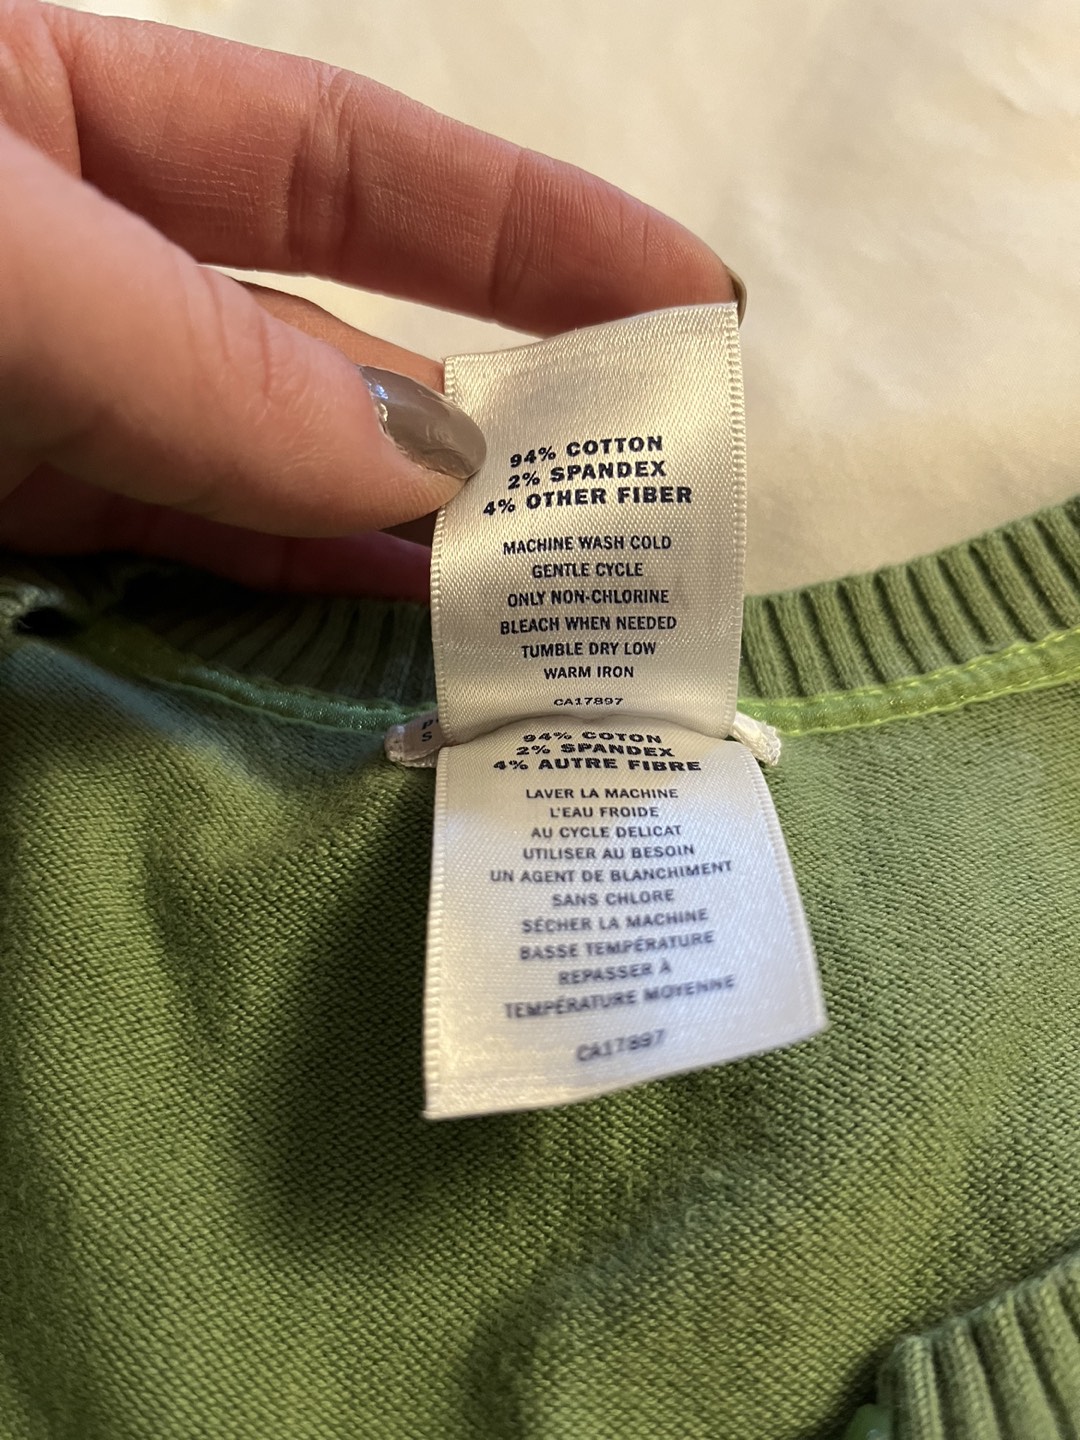 94% COTTON
2% SPANDEX
4% OTHER FIBER
MACHINE WASH COLD
GENTLE CYCLE
ONLY NON-CHLORINE
BLEACH WHEN NEEDED
TUMBLE DRY LOW
WARM IRON
CA17897
94% COTON
2% SPANDEX
4% AUTRE FIBRE
LAVER LA MACHINE
L'EAU FROIDE
AU CYCLE DELICAT
UTILISER AU BESOIN
UN AGENT DE BLANCHIMENT
SANS CHLORE
SÉCHER LA MACHINE
BASSE TEMPÉRATURE
REPASSER À
TEMPÉRATURE MOYENNE
CA17897